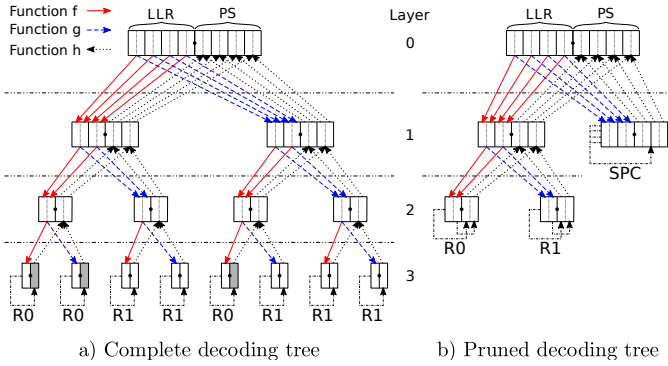 Function f
Function g
Function h
LLR PS
Layer
LLR PS
0
1
SPC
2
R0 R1
3
R0 R0 R1 R1 R0 R1 R1 R1
a) Complete decoding tree
b) Pruned decoding tree